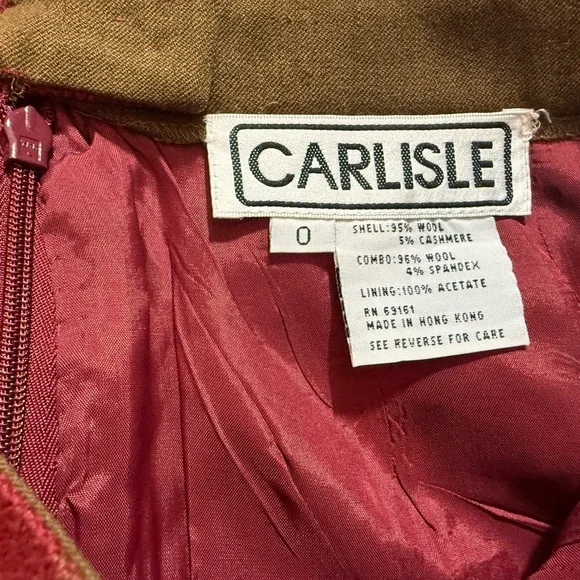 CARLISLE
0
SHELL:95% WOOL
5% CASHMERE
COMBO:96% WOOL
4% SPANDEX
LINING:100% ACETATE
RN 69161
MADE IN HONG KONG
SEE REVERSE FOR CARE